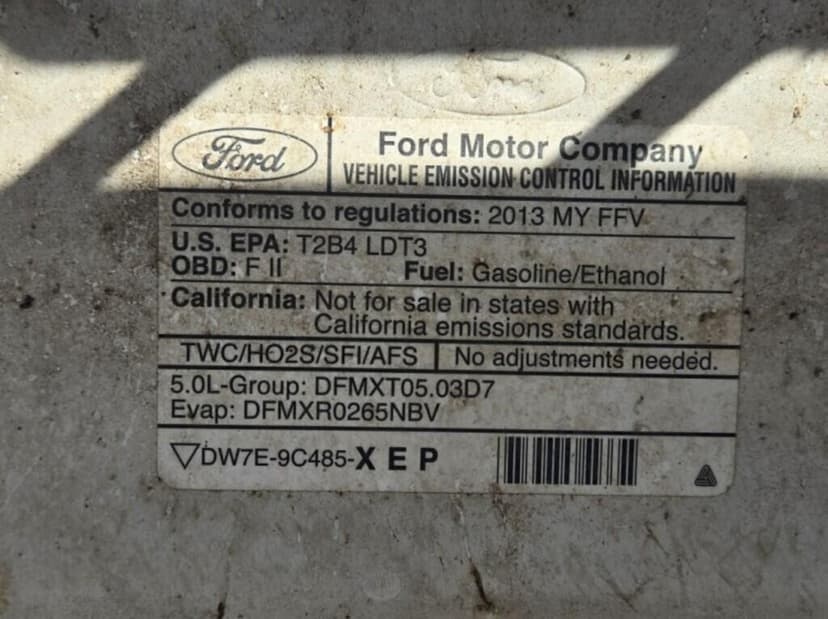 Ford
Ford Motor Company
VEHICLE EMISSION CONTROL INFORMATION
Conforms to regulations: 2013 MY FFV
U.S. EPA: T2B4 LDT3
OBD: F II Fuel: Gasoline/Ethanol
California: Not for sale in states with
California emissions standards.
TWC/HO2S/SFI/AFS No adjustments needed.
5.0L-Group: DFMXT05.03D7
Evap: DFMXR0265NBV
DW7E-9C485-X E P